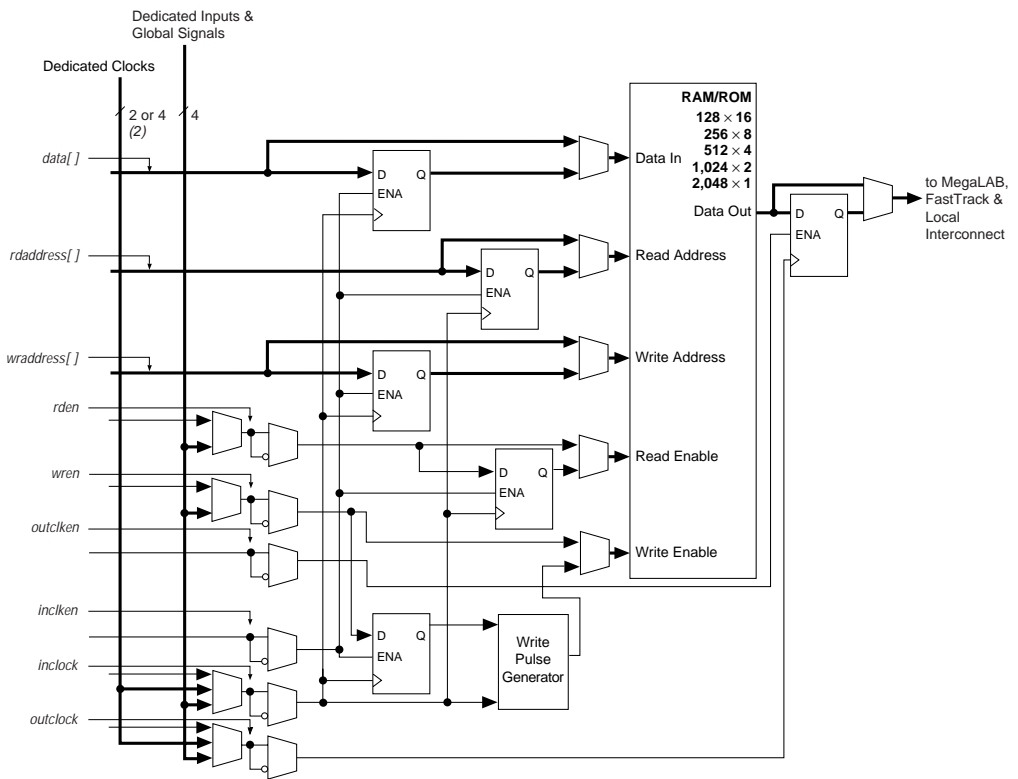 Dedicated Inputs &
Global Signals
Dedicated Clocks
2 or 4
(2)
4
RAM/ROM
128 × 16
256 × 8
512 × 4
1,024 × 2
2,048 × 1
data[ ]
D
Q
ENA
Data In
Data Out
D
Q
ENA
to MegaLAB,
FastTrack &
Local
Interconnect
rdaddress[ ]
D
Q
ENA
Read Address
wraddress[ ]
D
Q
ENA
Write Address
rden
D
Q
ENA
Read Enable
wren
outclken
Write Enable
inclken
D
Q
ENA
Write
Pulse
Generator
inclock
outclock